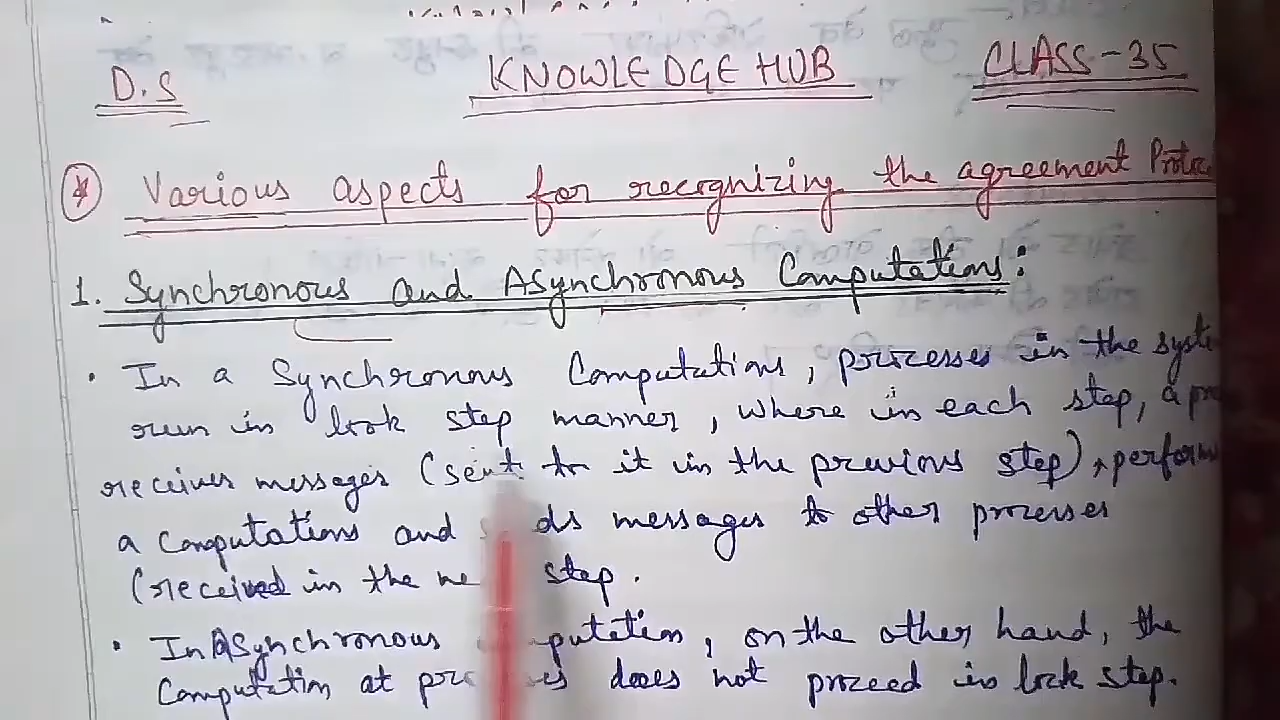 D.S KNOWLEDGE HUB CLASS-35
Various aspects for recognizing the agreement
1. Synchronous and Asynchronous Computations:
• In a Synchronous Computations, processes in the
run in lock step manner, where in each step, a
receives messages (sent to it in the previous step),
a computations and messages to other processes
(received in the step.
• In Asynchronous, on the other hand, the
Computation at does not proceed in lock step.